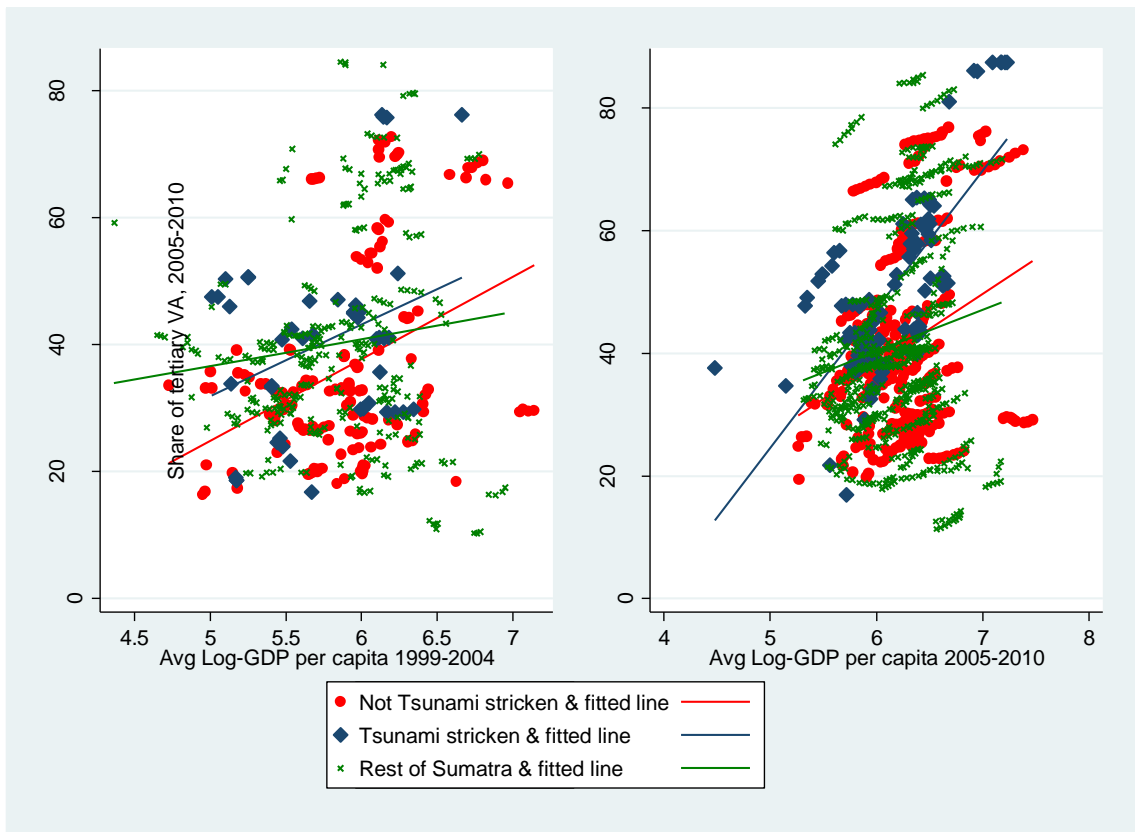 80
60
40
20
0
Share of tertiary VA, 2005-2010
4.5 5 5.5 6 6.5 7
Avg Log-GDP per capita 1999-2004
80
60
40
20
0
4 5 6 7 8
Avg Log-GDP per capita 2005-2010
Not Tsunami stricken & fitted line
Tsunami stricken & fitted line
Rest of Sumatra & fitted line